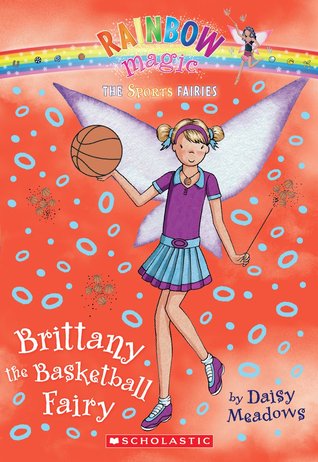 RAINBOW
magic
THE SPORTS FAIRIES
Brittany
the Basketball
Fairy
by Daisy
Meadows
SCHOLASTIC